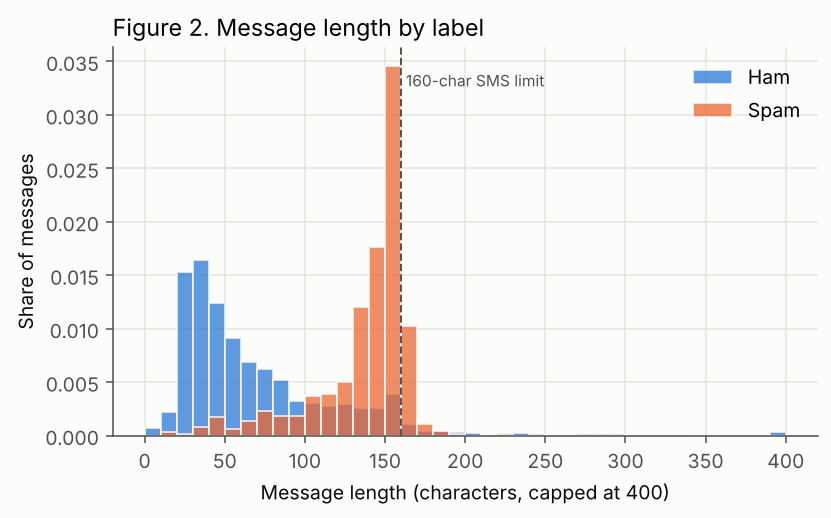 Figure 2. Message length by label
0.035
0.030
0.025
0.020
0.015
0.010
0.005
0.000
Share of messages
160-char SMS limit
Ham
Spam
0 50 100 150 200 250 300 350 400
Message length (characters, capped at 400)